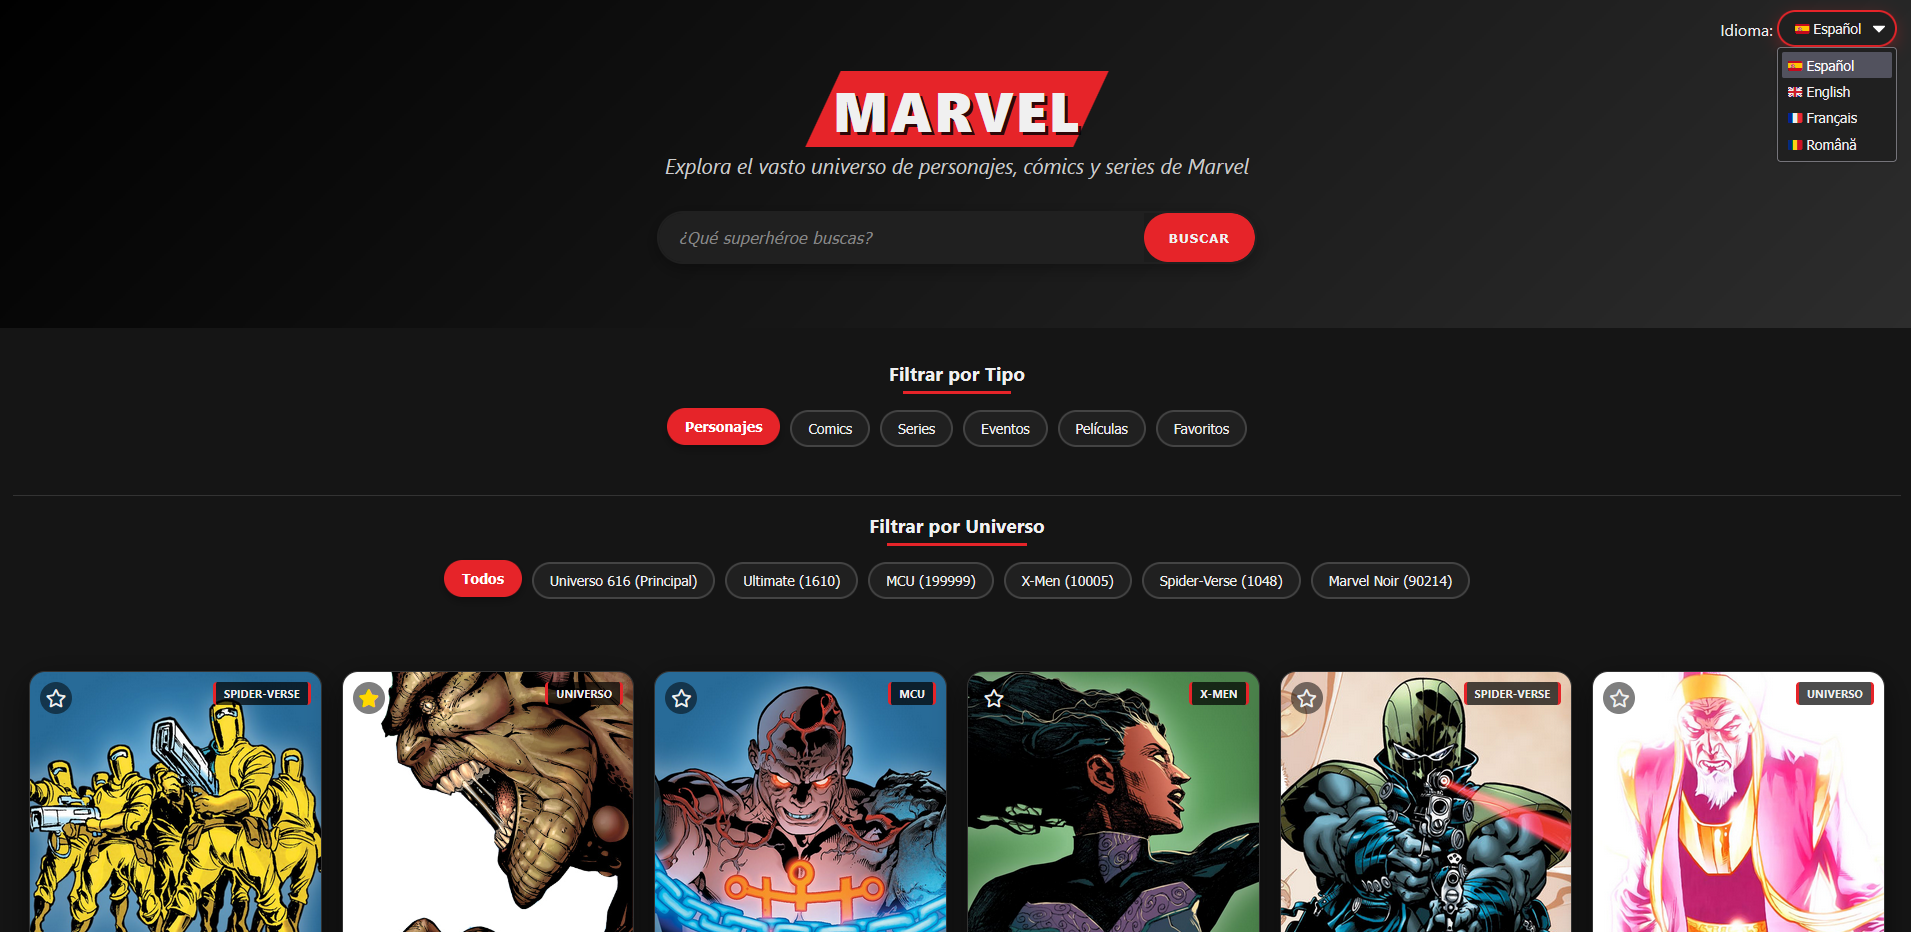 Idioma: Español
Español
English
Français
Română
MARVEL
Explora el vasto universo de personajes, cómics y series de Marvel
¿Qué superhéroe buscas?
BUSCAR
Filtrar por Tipo
Personajes Comics Series Eventos Películas Favoritos
Filtrar por Universo
Todos Universo 616 (Principal) Ultimate (1610) MCU (199999) X-Men (10005) Spider-Verse (1048) Marvel Noir (90214)
SPIDER-VERSE UNIVERSO MCU X-MEN SPIDER-VERSE UNIVERSO